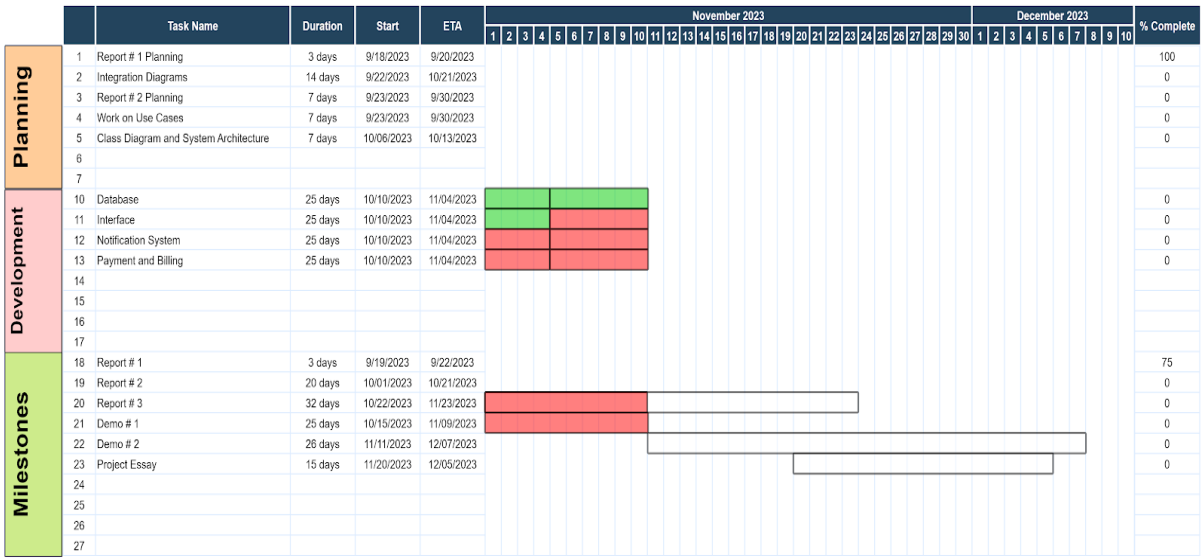 November 2023 December 2023
Task Name Duration Start ETA % Complete
1 2 3 4 5 6 7 8 9 10 11 12 13 14 15 16 17 18 19 20 21 22 23 24 25 26 27 28 29 30 1 2 3 4 5 6 7 8 9 10
Planning
1 Report # 1 Planning 3 days 9/18/2023 9/20/2023 100
2 Integration Diagrams 14 days 9/22/2023 10/21/2023 0
3 Report # 2 Planning 7 days 9/23/2023 9/30/2023 0
4 Work on Use Cases 7 days 9/23/2023 9/30/2023 0
5 Class Diagram and System Architecture 7 days 10/06/2023 10/13/2023 0
6
7
Development
10 Database 25 days 10/10/2023 11/04/2023 0
11 Interface 25 days 10/10/2023 11/04/2023 0
12 Notification System 25 days 10/10/2023 11/04/2023 0
13 Payment and Billing 25 days 10/10/2023 11/04/2023 0
14
15
16
17
Milestones
18 Report # 1 3 days 9/19/2023 9/22/2023 75
19 Report # 2 20 days 10/01/2023 10/21/2023 0
20 Report # 3 32 days 10/22/2023 11/23/2023 0
21 Demo # 1 25 days 10/15/2023 11/09/2023 0
22 Demo # 2 26 days 11/11/2023 12/07/2023 0
23 Project Essay 15 days 11/20/2023 12/05/2023 0
24
25
26
27